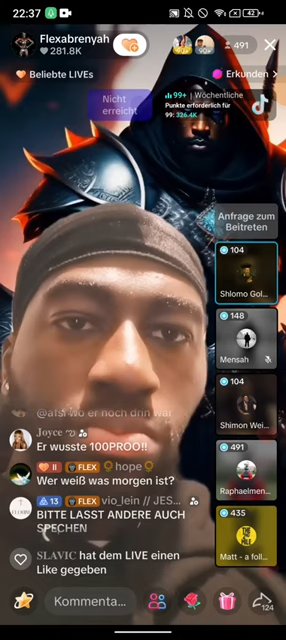 22:37
42
Flexabrenyah
281.8K
491
Beliebte LIVEs
Erkunden >
Nicht erreicht
99+ | Wöchentliche
Punkte erforderlich für
99: 326.4K
Anfrage zum
Beitreten
104
Shlomo Gol...
148
Mensah
104
Shimon Wei...
491
Raphaelmen...
435
Matt - a foll...
@afsi wo er noch drin war
Joyce
Er wusste 100PROO!!
II FLEX hope
Wer weiß was morgen ist?
13 FLEX vio_lein // JES...
BITTE LASST ANDERE AUCH
SPECHEN
SLAVIC hat dem LIVE einen
Like gegeben
Kommenta...
124